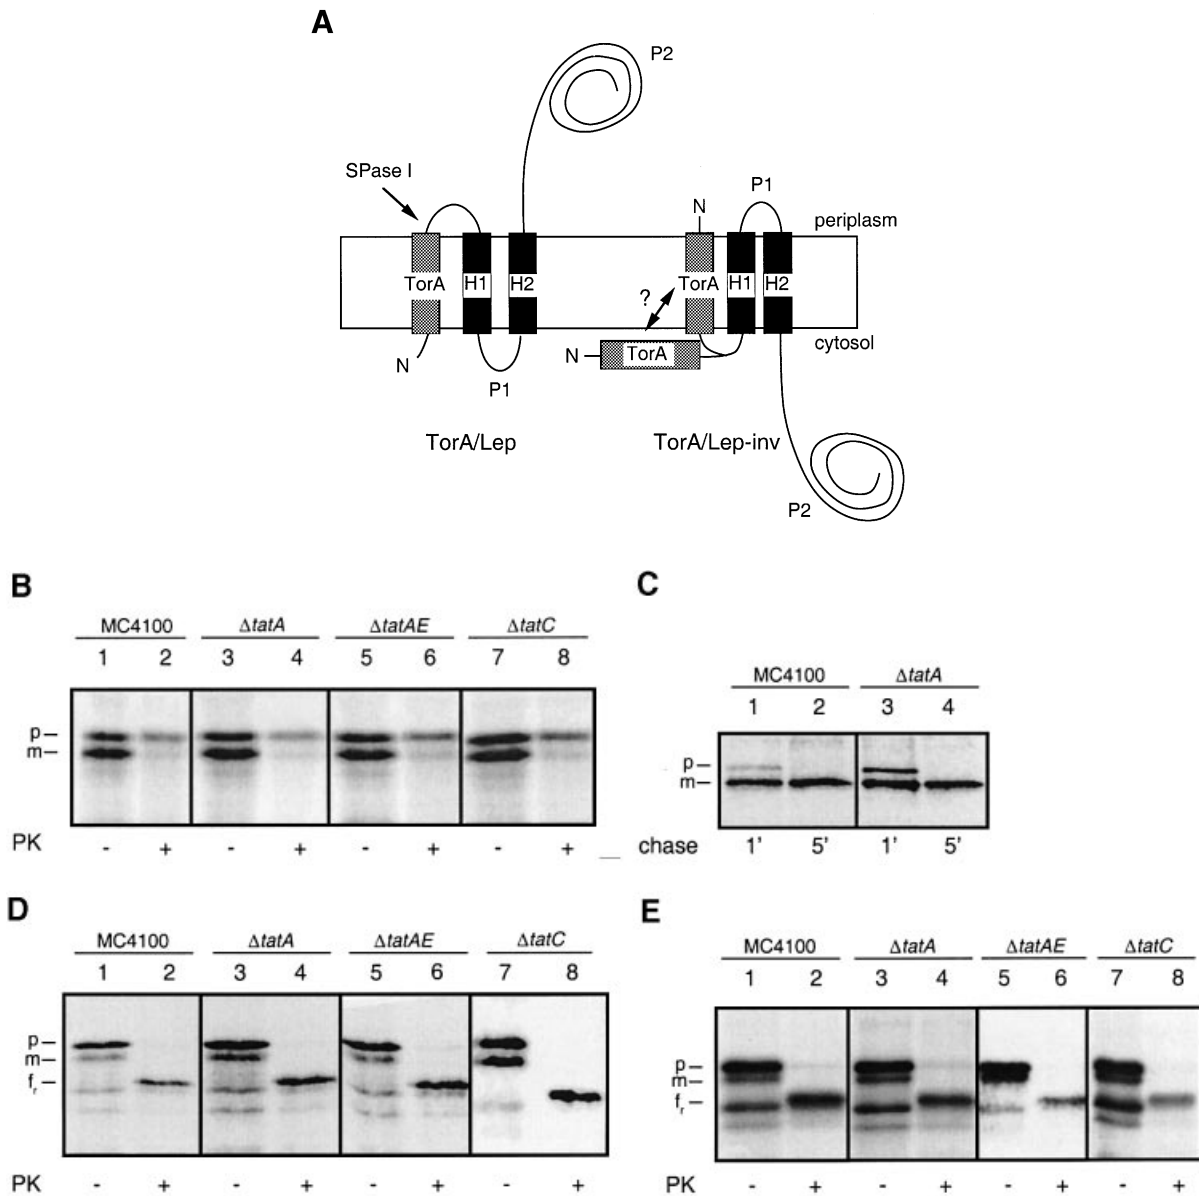 A
P2
SPase I
P1
N
periplasm
TorA H1 H2 TorA H1 H2
?
cytosol
N
N TorA
P1
TorA/Lep TorA/Lep-inv
P2
B
MC4100 ΔtatA ΔtatAE ΔtatC
1 2 3 4 5 6 7 8
p
m
PK - + - + - + - +
C
MC4100 ΔtatA
1 2 3 4
p
m
chase 1’ 5’ 1’ 5’
D
MC4100 ΔtatA ΔtatAE ΔtatC
1 2 3 4 5 6 7 8
p
m
fr
PK - + - + - + - +
E
MC4100 ΔtatA ΔtatAE ΔtatC
1 2 3 4 5 6 7 8
p
m
fr
PK - + - + - + - +